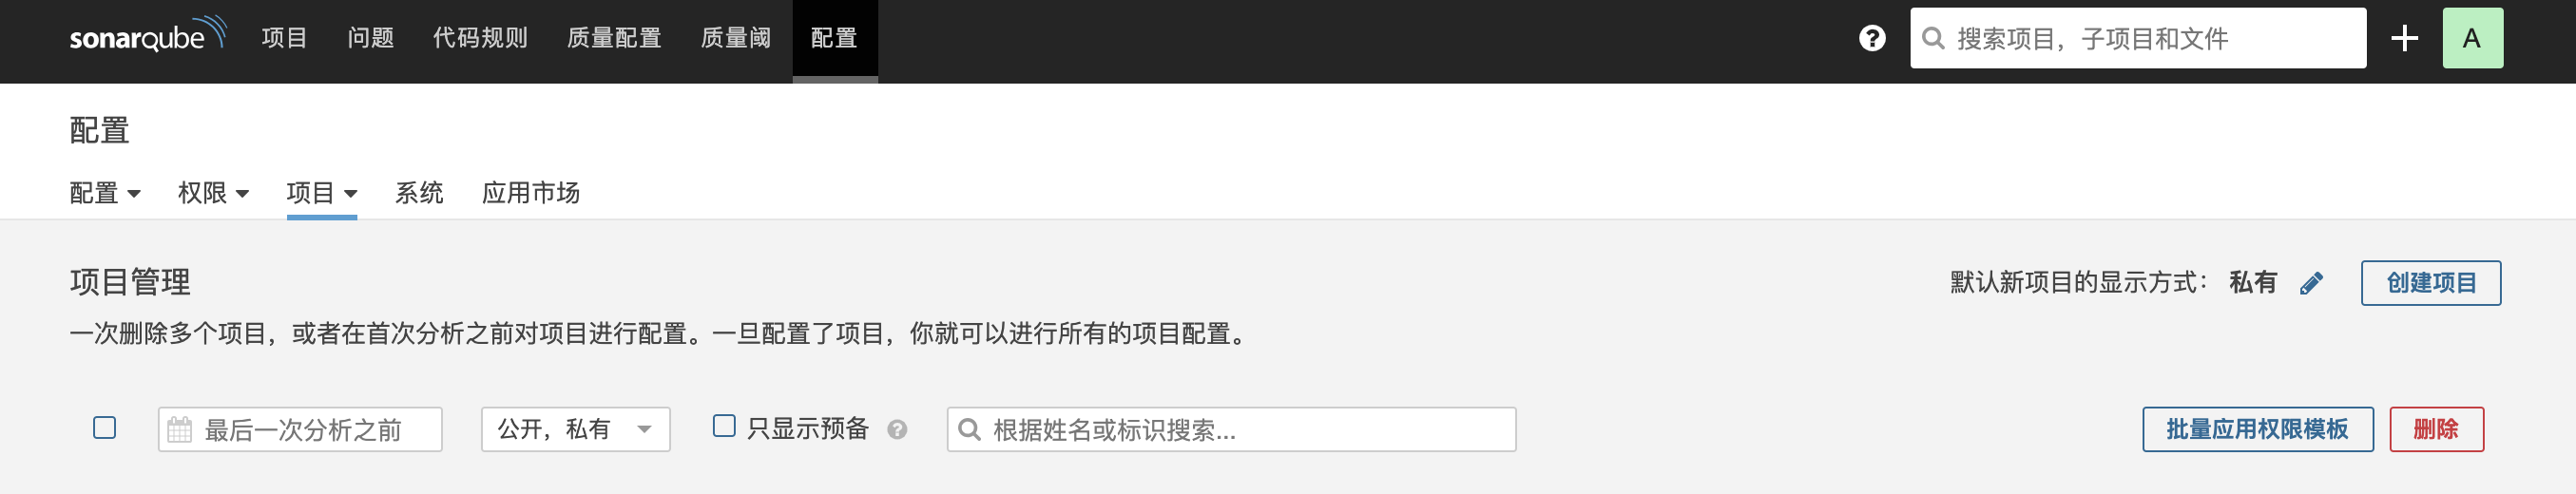 sonarqube 项目 问题 代码规则 质量配置 质量阈 配置 搜索项目，子项目和文件 A
配置
配置 权限 项目 系统 应用市场
项目管理 默认新项目的显示方式： 私有 创建项目
一次删除多个项目，或者在首次分析之前对项目进行配置。一旦配置了项目，你就可以进行所有的项目配置。
最后一次分析之前 公开，私有 只显示预备 根据姓名或标识搜索... 批量应用权限模板 删除